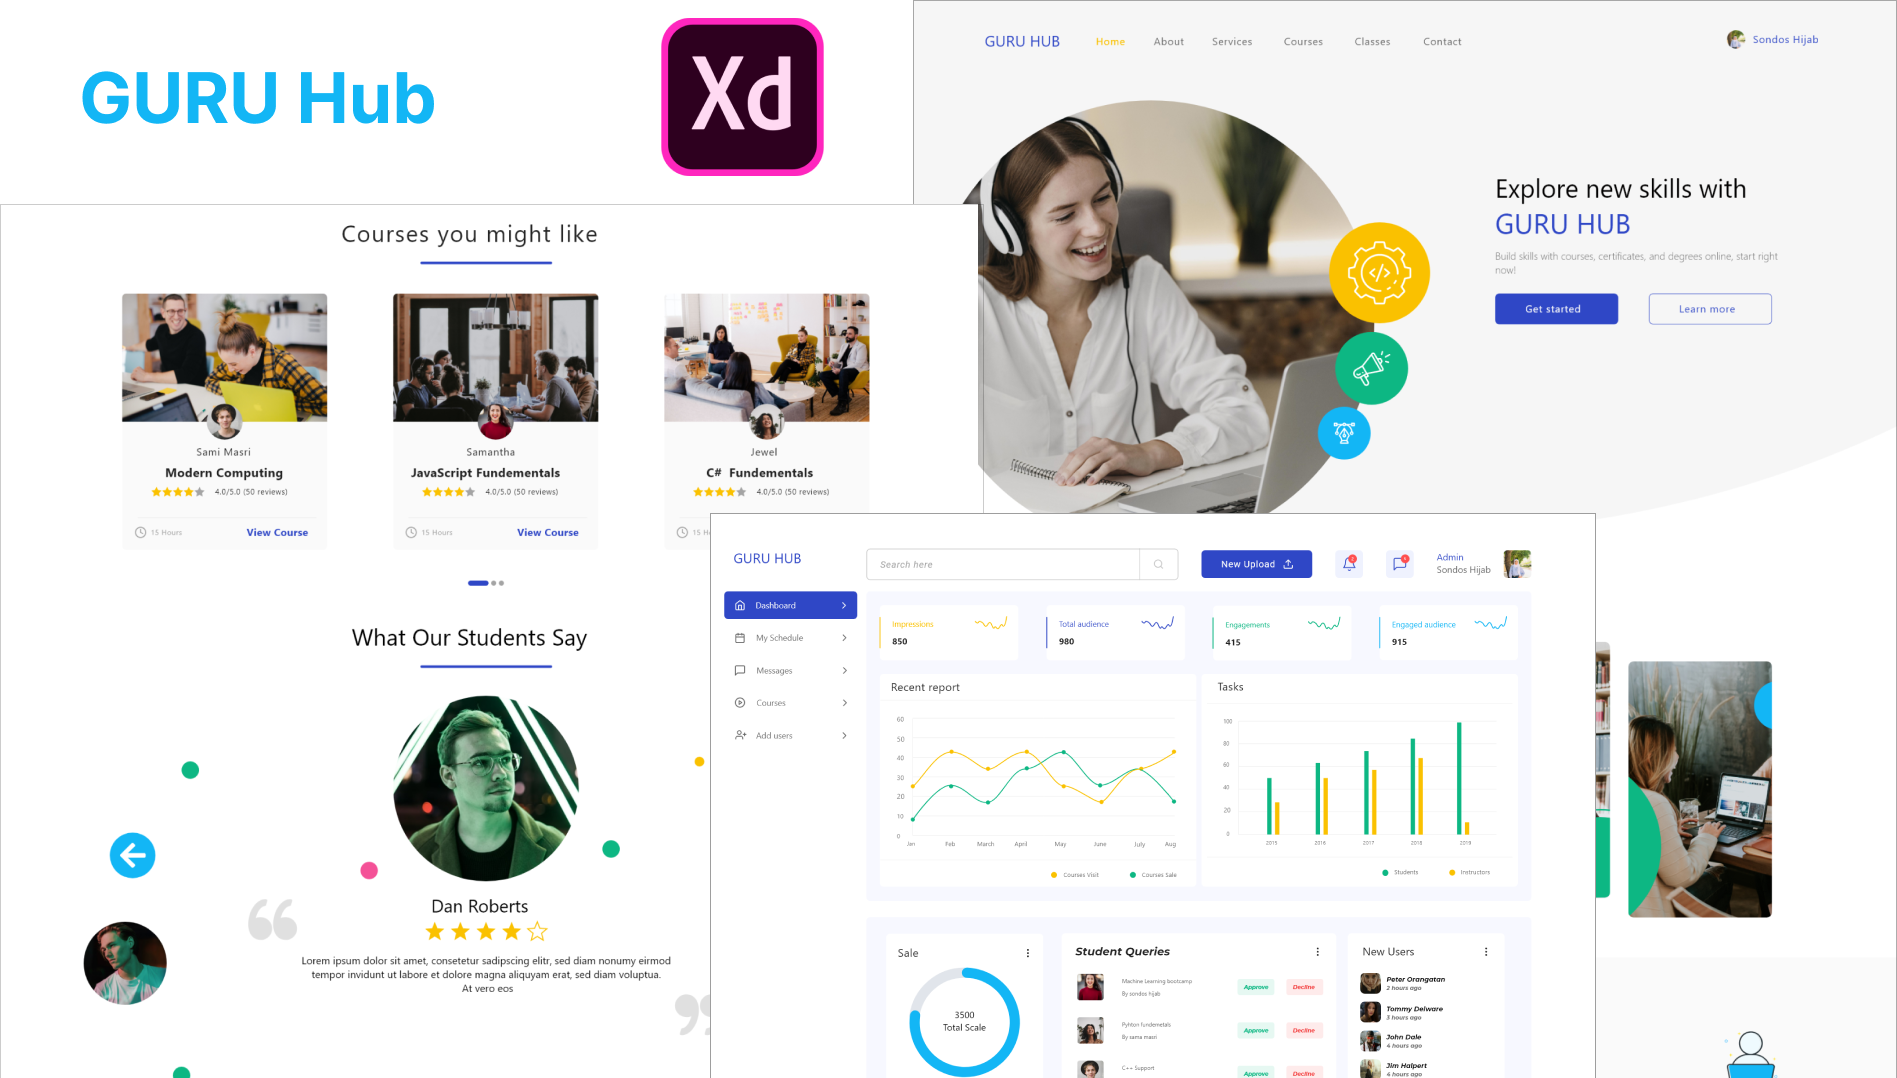 GURU Hub
Xd
GURU HUB
Home
About
Services
Courses
Classes
Contact
Sondos Hijab
Explore new skills with
GURU HUB
Build skills with courses, certificates, and degrees online, start right
now!
Get started
Learn more
Courses you might like
Sami Masri
Modern Computing
4.0/5.0 (50 reviews)
15 Hours
View Course
Samantha
JavaScript Fundementals
4.0/5.0 (50 reviews)
15 Hours
View Course
Jewel
C# Fundementals
4.0/5.0 (50 reviews)
15 H
What Our Students Say
Dan Roberts
Lorem ipsum dolor sit amet, consetetur sadipscing elitr, sed diam nonumy eirmod
tempor invidunt ut labore et dolore magna aliquyam erat, sed diam voluptua.
At vero eos
GURU HUB
Search here
New Upload
Admin
Sondos Hijab
Dashboard
My Schedule
Messages
Courses
Add users
Impressions
850
Total audience
980
Engagements
415
Engaged audience
915
Recent report
60
50
40
30
20
10
0
Jan
Feb
March
April
May
June
July
Aug
Courses Visit
Courses Sale
Tasks
100
80
60
40
20
0
2015
2016
2017
2018
2019
Students
Instructors
Sale
3500
Total Scale
Student Queries
Machine Learning bootcamp
By sondos hijab
Approve
Decline
Pyhton fundemetals
By sama masri
Approve
Decline
C++ Support
Approve
Decline
New Users
Peter Orangatan
2 hours ago
Tommy Delware
3 hours ago
John Dale
4 hours ago
Jim Halpert
4 hours ago